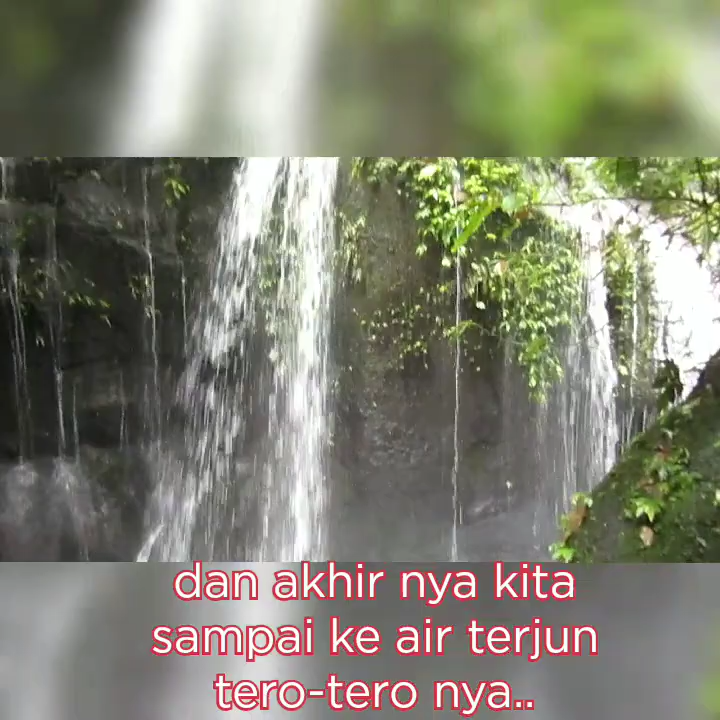 dan akhir nya kita
sampai ke air terjun
tero-tero nya..